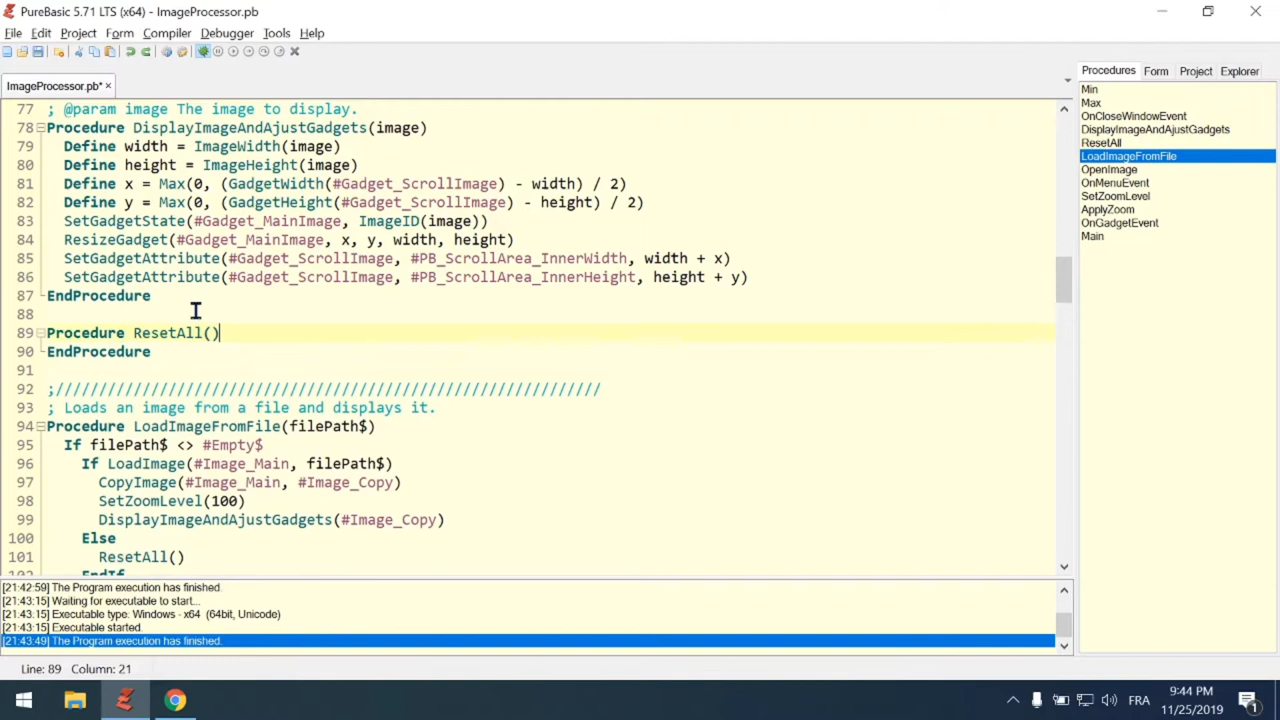 PureBasic 5.71 LTS (x64) - ImageProcessor.pb
File Edit Project Form Compiler Debugger Tools Help
ImageProcessor.pb* ×
77 ; @param image The image to display.
78 Procedure DisplayImageAndAjustGadgets(image)
79 Define width = ImageWidth(image)
80 Define height = ImageHeight(image)
81 Define x = Max(0, (GadgetWidth(#Gadget_ScrollImage) - width) / 2)
82 Define y = Max(0, (GadgetHeight(#Gadget_ScrollImage) - height) / 2)
83 SetGadgetState(#Gadget_MainImage, ImageID(image))
84 ResizeGadget(#Gadget_MainImage, x, y, width, height)
85 SetGadgetAttribute(#Gadget_ScrollImage, #PB_ScrollArea_InnerWidth, width + x)
86 SetGadgetAttribute(#Gadget_ScrollImage, #PB_ScrollArea_InnerHeight, height + y)
87 EndProcedure
88
89 Procedure ResetAll()
90 EndProcedure
91
92 ;///////////////////////////////////////////////////////////////
93 ; Loads an image from a file and displays it.
94 Procedure LoadImageFromFile(filePath$)
95 If filePath$ <> #Empty$
96 If LoadImage(#Image_Main, filePath$)
97 CopyImage(#Image_Main, #Image_Copy)
98 SetZoomLevel(100)
99 DisplayImageAndAjustGadgets(#Image_Copy)
100 Else
101 ResetAll()
102 EndIf
[21:42:59] The Program execution has finished.
[21:43:15] Waiting for executable to start...
[21:43:15] Executable type: Windows - x64 (64bit, Unicode)
[21:43:15] Executable started.
[21:43:49] The Program execution has finished.
Line: 89 Column: 21
Procedures Form Project Explorer
Min
Max
OnCloseWindowEvent
DisplayImageAndAjustGadgets
ResetAll
LoadImageFromFile
OpenImage
OnMenuEvent
SetZoomLevel
ApplyZoom
OnGadgetEvent
Main
FRA
9:44 PM
11/25/2019
1